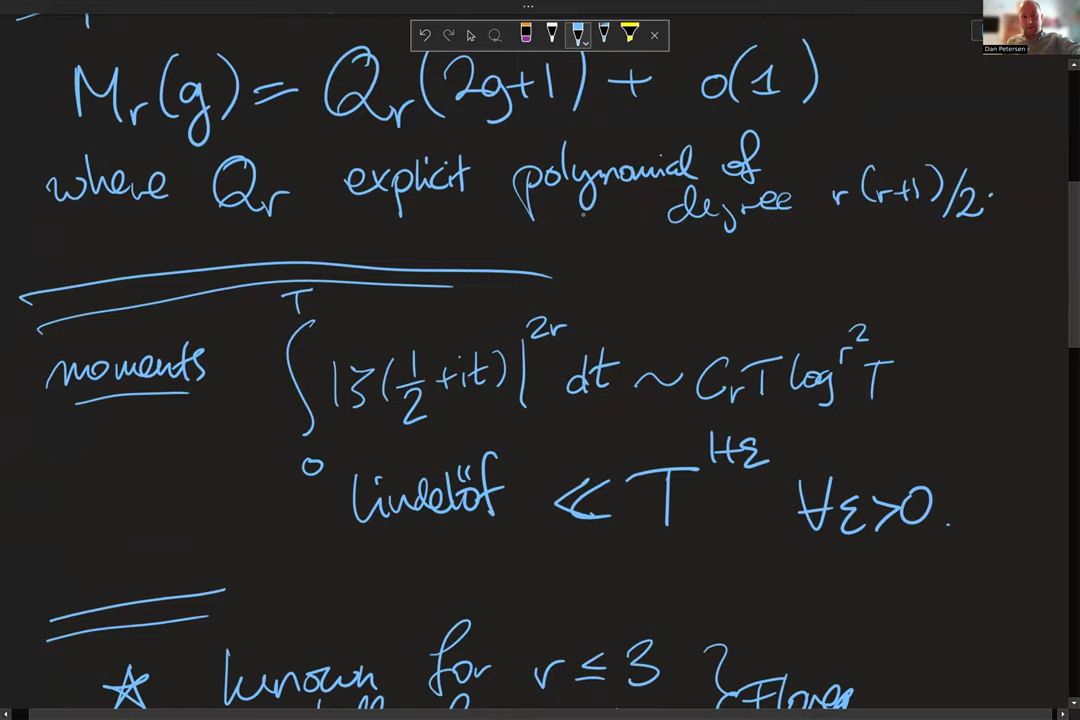 Dan Petersen
M_r(g) = Q_r(2g+1) + o(1)
where Q_r explicit polynomial of
degree r(r+1)/2.
moments ∫_0^T |ζ(1/2+it)|^{2r} dt ~ C_r T log^{r^2} T
Lindelöf ≪ T^{1+ε} ∀ε>0.
☆ known for r ≤ 3 }